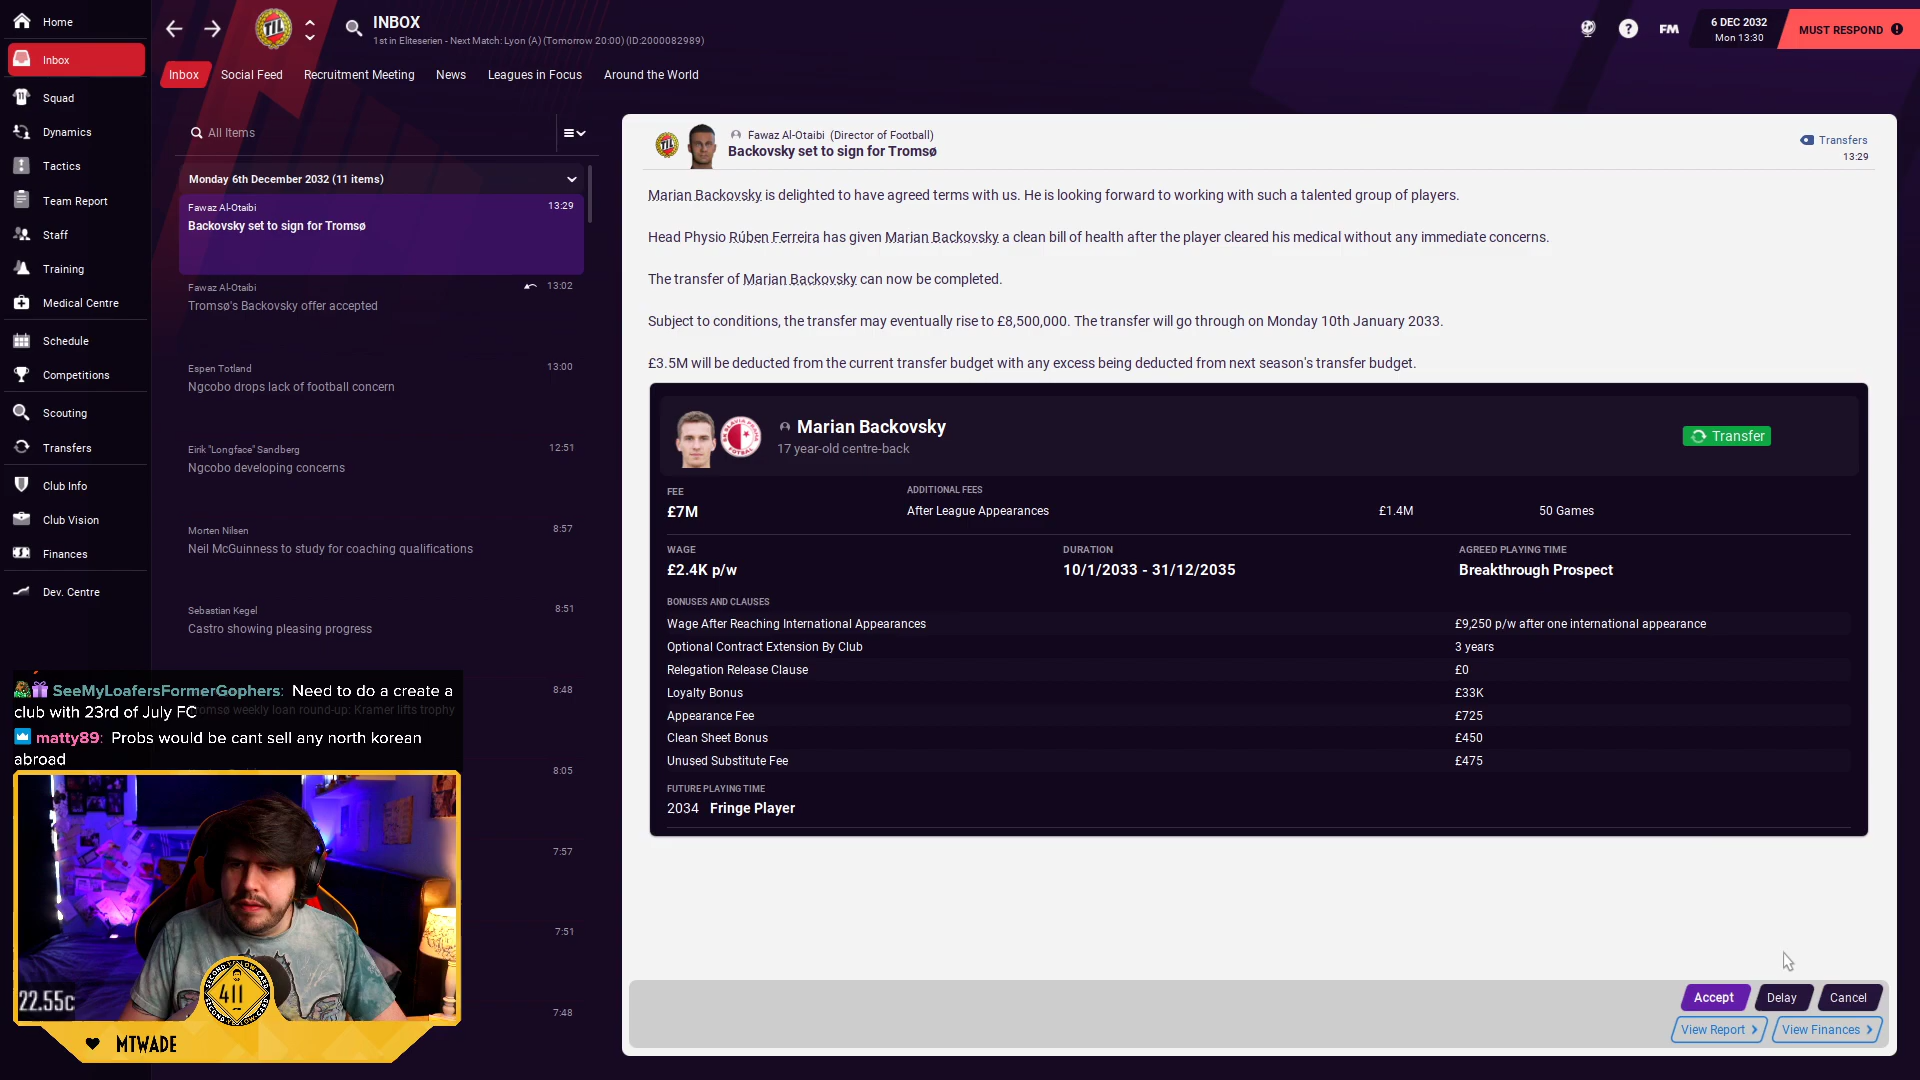 Home
Inbox
Squad
Dynamics
Tactics
Team Report
Staff
Training
Medical Centre
Schedule
Competitions
Scouting
Transfers
Club Info
Club Vision
Finances
Dev. Centre
TIL
INBOX
1st in Eliteserien - Next Match: Lyon (A) (Tomorrow 20:00) (ID:2000082989)
FM
6 DEC 2032
Mon 13:30
MUST RESPOND
Inbox Social Feed Recruitment Meeting News Leagues in Focus Around the World
All Items
Monday 6th December 2032 (11 items)
Fawaz Al-Otaibi 13:29
Backovsky set to sign for Tromsø
Fawaz Al-Otaibi 13:02
Tromsø's Backovsky offer accepted
Espen Totland 13:00
Ngcobo drops lack of football concern
Eirik "Longface" Sandberg 12:51
Ngcobo developing concerns
Morten Nilsen 8:57
Neil McGuinness to study for coaching qualifications
Sebastian Kegel 8:51
Castro showing pleasing progress
8:48
Tromsø weekly loan round-up: Kramer lifts trophy
8:05
7:57
7:51
7:48
SeeMyLoafersFormerGophers: Need to do a create a
club with 23rd of July FC
matty89: Probs would be cant sell any north korean
abroad
22.55c
SECOND YELLOW CARD
411
MTWADE
Fawaz Al-Otaibi (Director of Football)
Backovsky set to sign for Tromsø
Transfers
13:29
Marian Backovsky is delighted to have agreed terms with us. He is looking forward to working with such a talented group of players.
Head Physio Rúben Ferreira has given Marian Backovsky a clean bill of health after the player cleared his medical without any immediate concerns.
The transfer of Marian Backovsky can now be completed.
Subject to conditions, the transfer may eventually rise to £8,500,000. The transfer will go through on Monday 10th January 2033.
£3.5M will be deducted from the current transfer budget with any excess being deducted from next season's transfer budget.
Marian Backovsky
17 year-old centre-back
Transfer
FEE
£7M
ADDITIONAL FEES
After League Appearances £1.4M 50 Games
WAGE
£2.4K p/w
DURATION
10/1/2033 - 31/12/2035
AGREED PLAYING TIME
Breakthrough Prospect
BONUSES AND CLAUSES
Wage After Reaching International Appearances £9,250 p/w after one international appearance
Optional Contract Extension By Club 3 years
Relegation Release Clause £0
Loyalty Bonus £33K
Appearance Fee £725
Clean Sheet Bonus £450
Unused Substitute Fee £475
FUTURE PLAYING TIME
2034 Fringe Player
Accept Delay Cancel
View Report View Finances